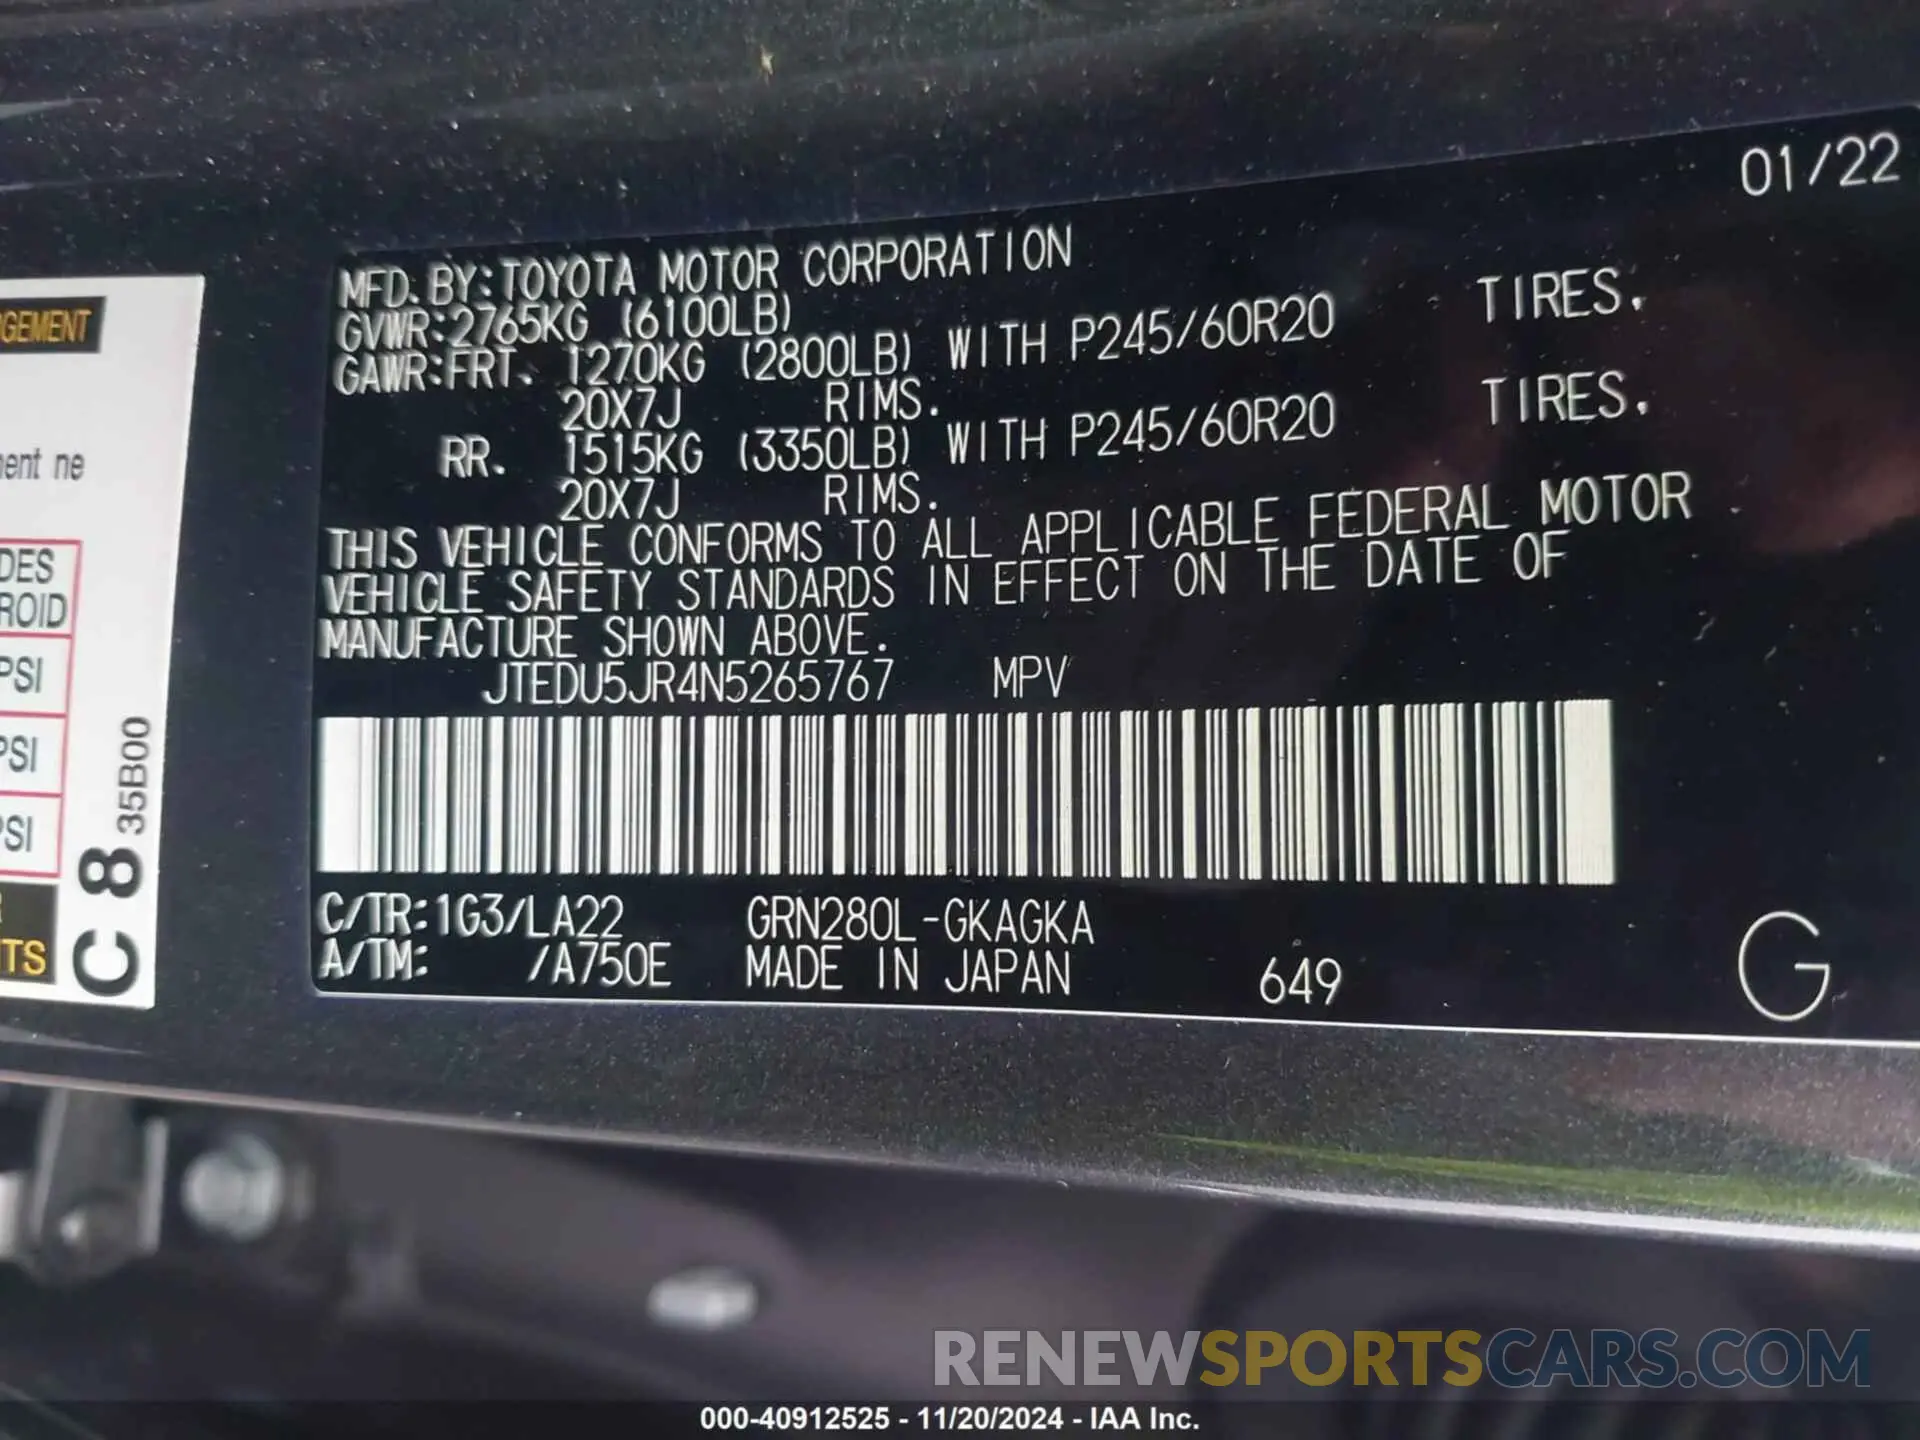 01/22
MFD. BY: TOYOTA MOTOR CORPORATION
GVWR: 2765KG (6100LB)
GAWR: FRT. 1270KG (2800LB) WITH P245/60R20 TIRES,
20X7J RIMS.
RR. 1515KG (3350LB) WITH P245/60R20 TIRES,
20X7J RIMS.
THIS VEHICLE CONFORMS TO ALL APPLICABLE FEDERAL MOTOR
VEHICLE SAFETY STANDARDS IN EFFECT ON THE DATE OF
MANUFACTURE SHOWN ABOVE.
JTEDU5JR4N5265767 MPV
C/TR: 1G3/LA22 GRN280L-GKAGKA
A/TM: /A750E MADE IN JAPAN 649
G
GEMENT
ent ne
DES
ROID
PSI
PSI
PSI
TS
C 8 35B00
RENEWSPORTSCARS.COM
000-40912525 - 11/20/2024 - IAA Inc.